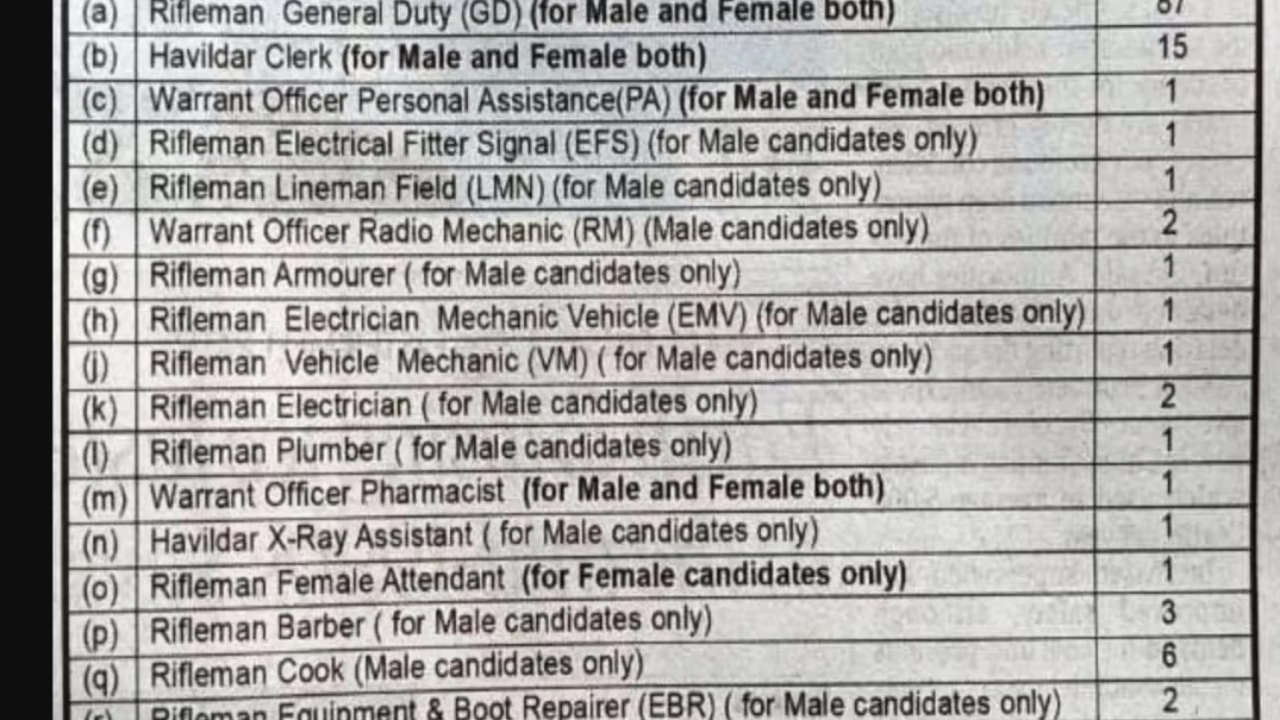 (a) Rifleman General Duty (GD) (for Male and Female both) 87
(b) Havildar Clerk (for Male and Female both) 15
(c) Warrant Officer Personal Assistance(PA) (for Male and Female both) 1
(d) Rifleman Electrical Fitter Signal (EFS) (for Male candidates only) 1
(e) Rifleman Lineman Field (LMN) (for Male candidates only) 1
(f) Warrant Officer Radio Mechanic (RM) (Male candidates only) 2
(g) Rifleman Armourer ( for Male candidates only) 1
(h) Rifleman Electrician Mechanic Vehicle (EMV) (for Male candidates only) 1
(j) Rifleman Vehicle Mechanic (VM) ( for Male candidates only) 1
(k) Rifleman Electrician ( for Male candidates only) 2
(l) Rifleman Plumber ( for Male candidates only) 1
(m) Warrant Officer Pharmacist (for Male and Female both) 1
(n) Havildar X-Ray Assistant ( for Male candidates only) 1
(o) Rifleman Female Attendant (for Female candidates only) 1
(p) Rifleman Barber ( for Male candidates only) 3
(q) Rifleman Cook (Male candidates only) 6
(r) Rifleman Equipment & Boot Repairer (EBR) ( for Male candidates only) 2